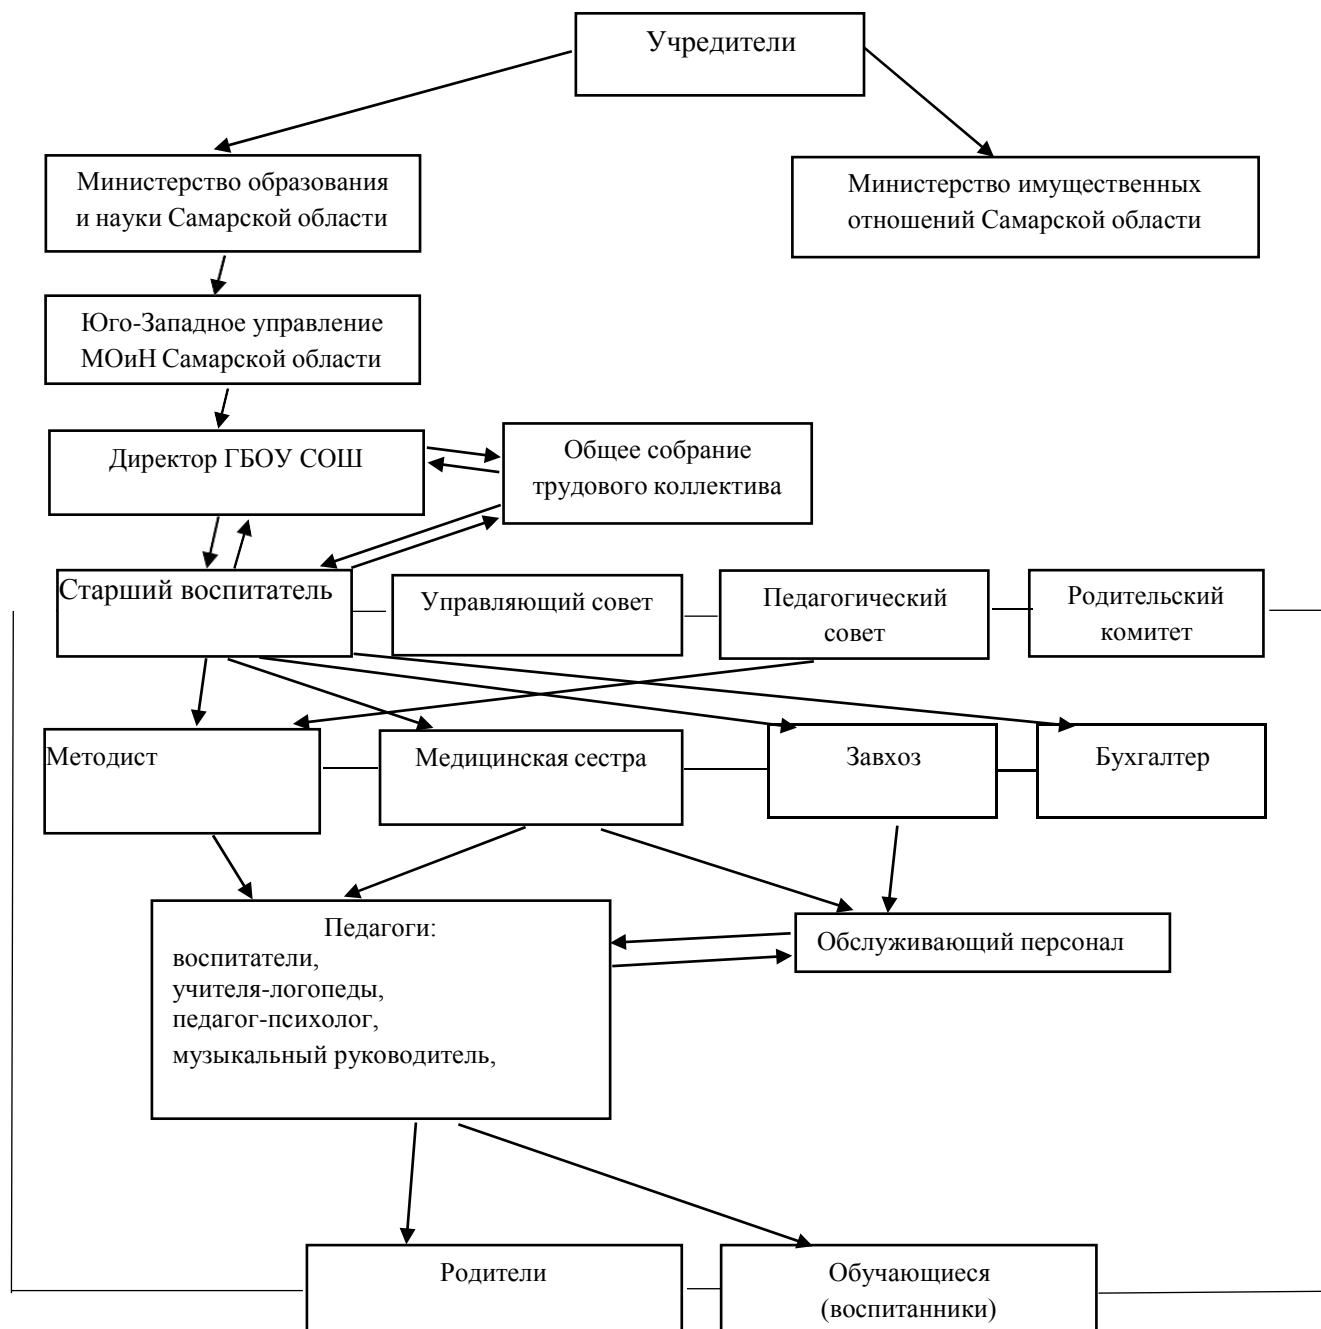 Учредители
Министерство образования
и науки Самарской области
Министерство имущественных
отношений Самарской области
Юго-Западное управление
МОиН Самарской области
Директор ГБОУ СОШ
Общее собрание
трудового коллектива
Старший воспитатель
Управляющий совет
Педагогический
совет
Родительский
комитет
Методист
Медицинская сестра
Завхоз
Бухгалтер
Педагоги:
воспитатели,
учителя-логопеды,
педагог-психолог,
музыкальный руководитель,
Обслуживающий персонал
Родители
Обучающиеся
(воспитанники)